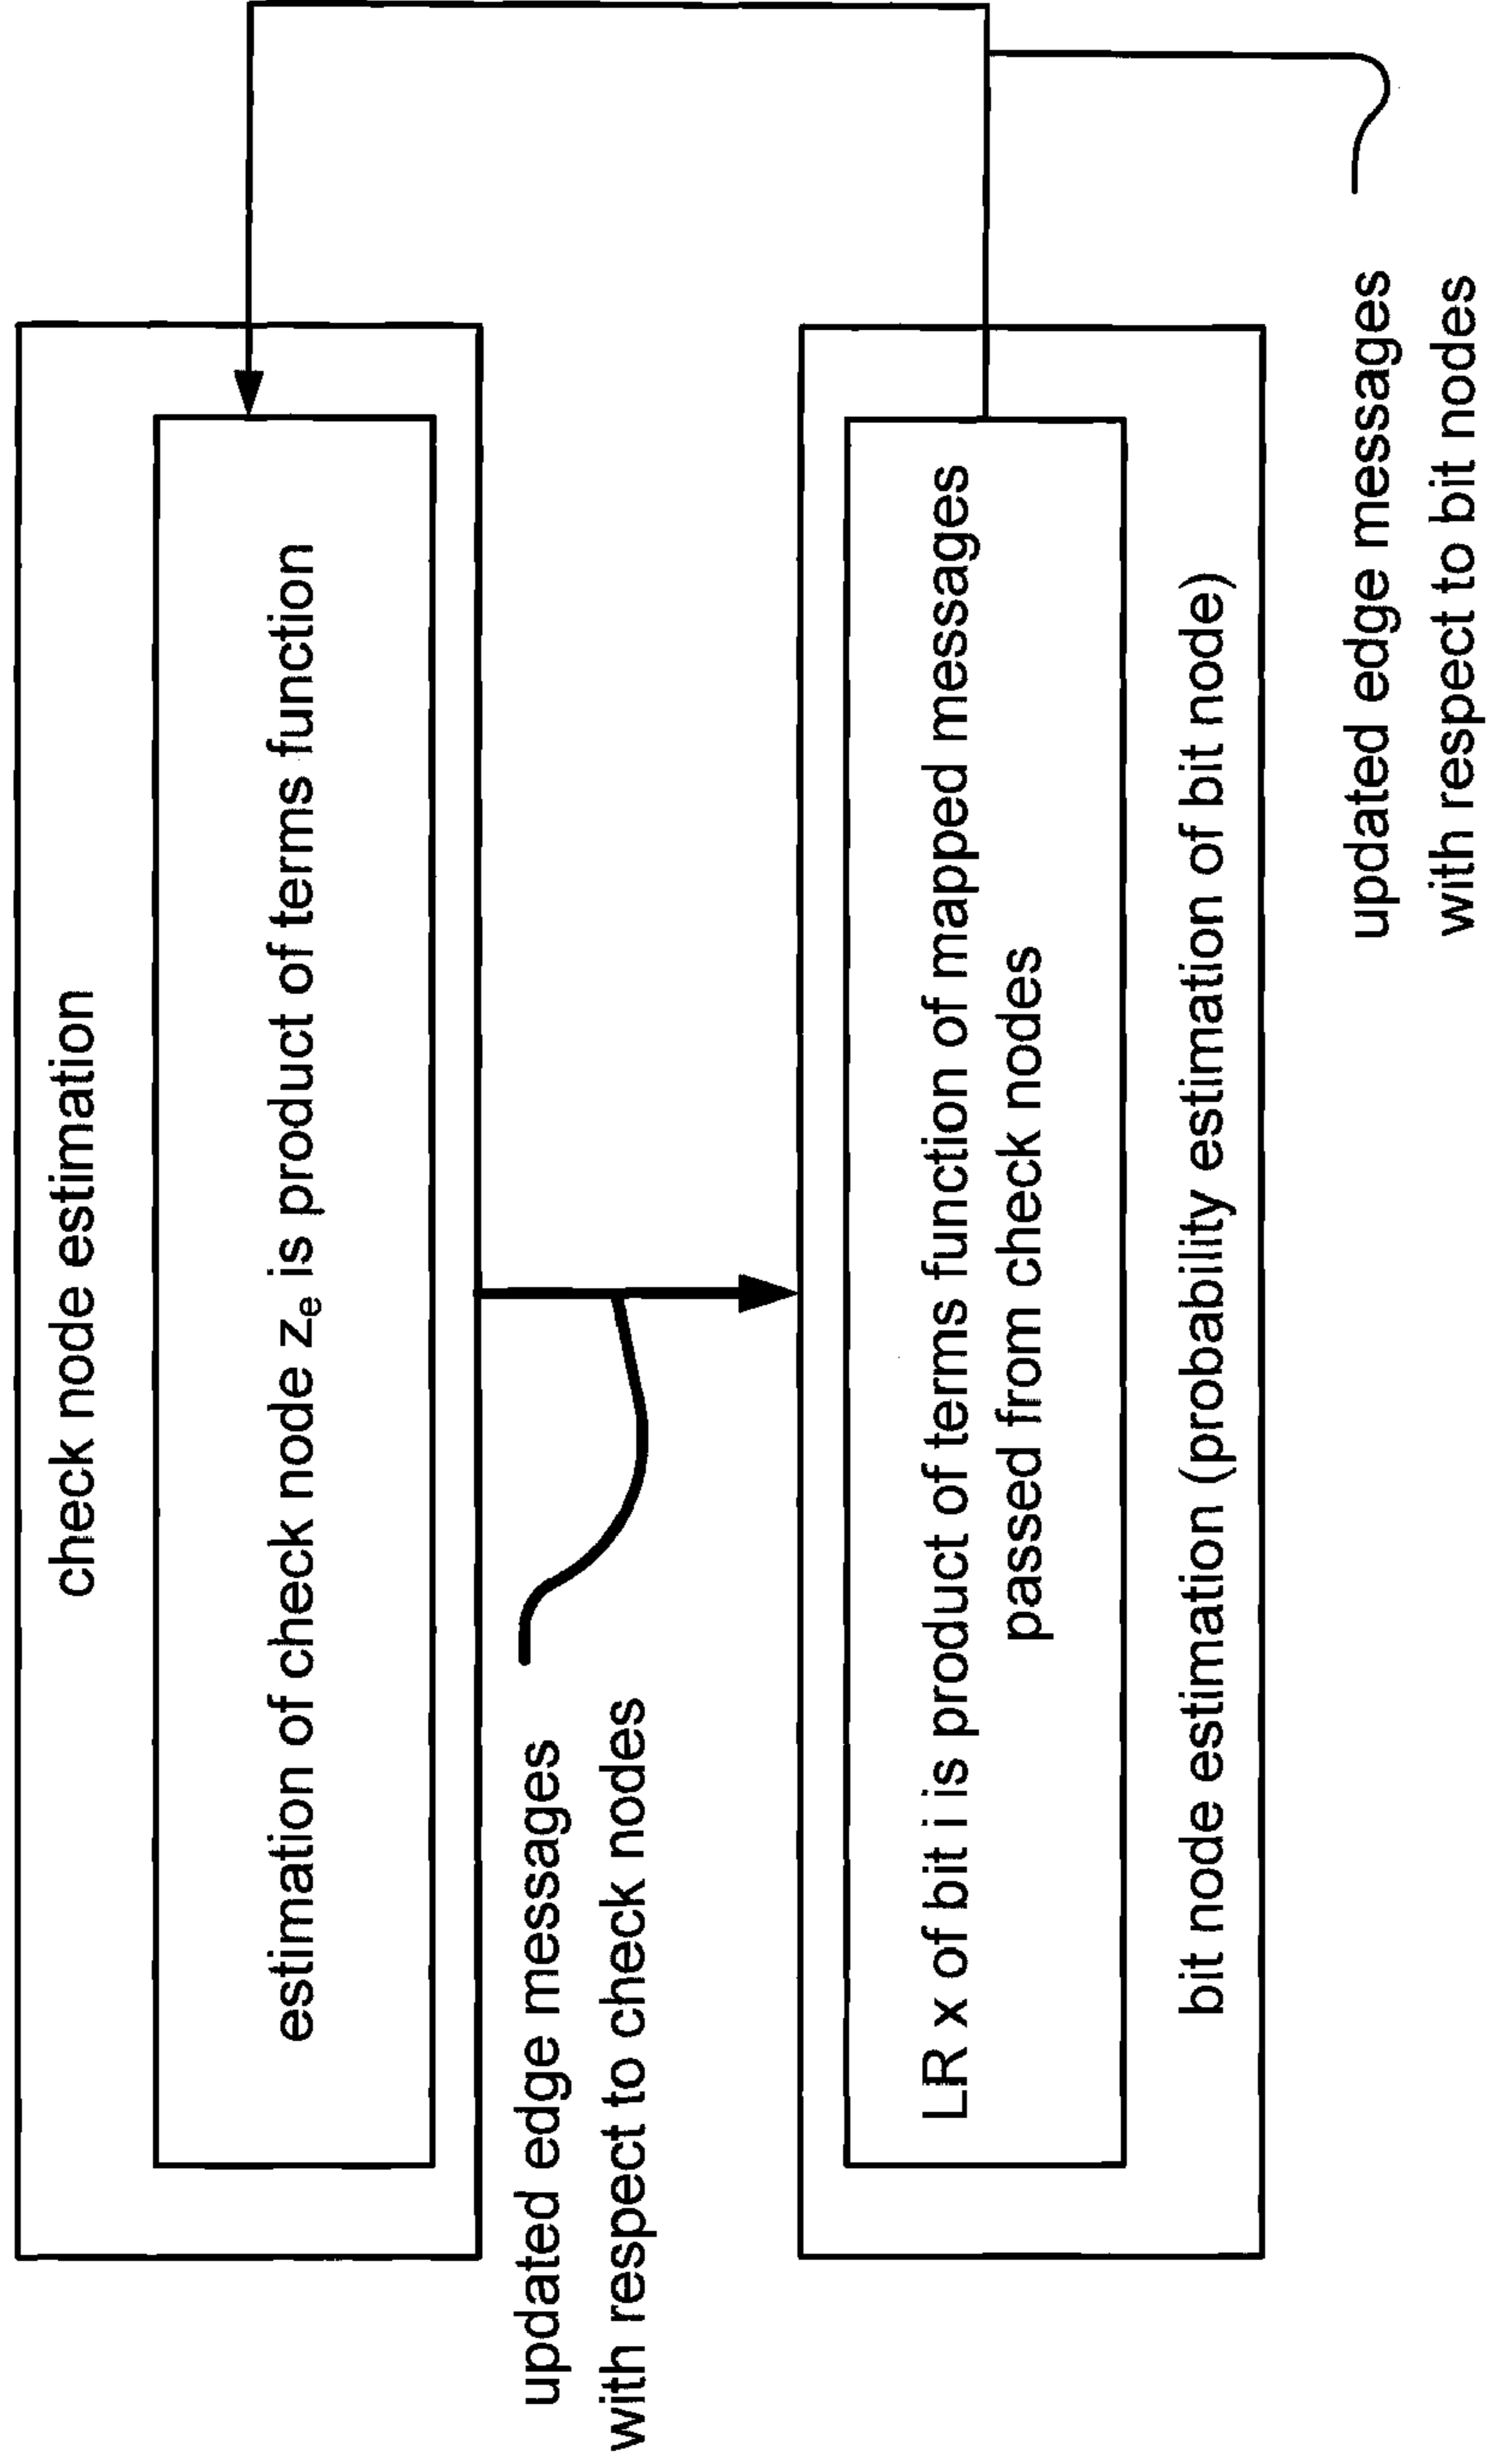 check node estimation
estimation of check node ze is product of terms function
updated edge messages
with respect to check nodes
LR x of bit i is product of terms function of mapped messages
passed from check nodes
bit node estimation (probability estimation of bit node)
updated edge messages
with respect to bit nodes